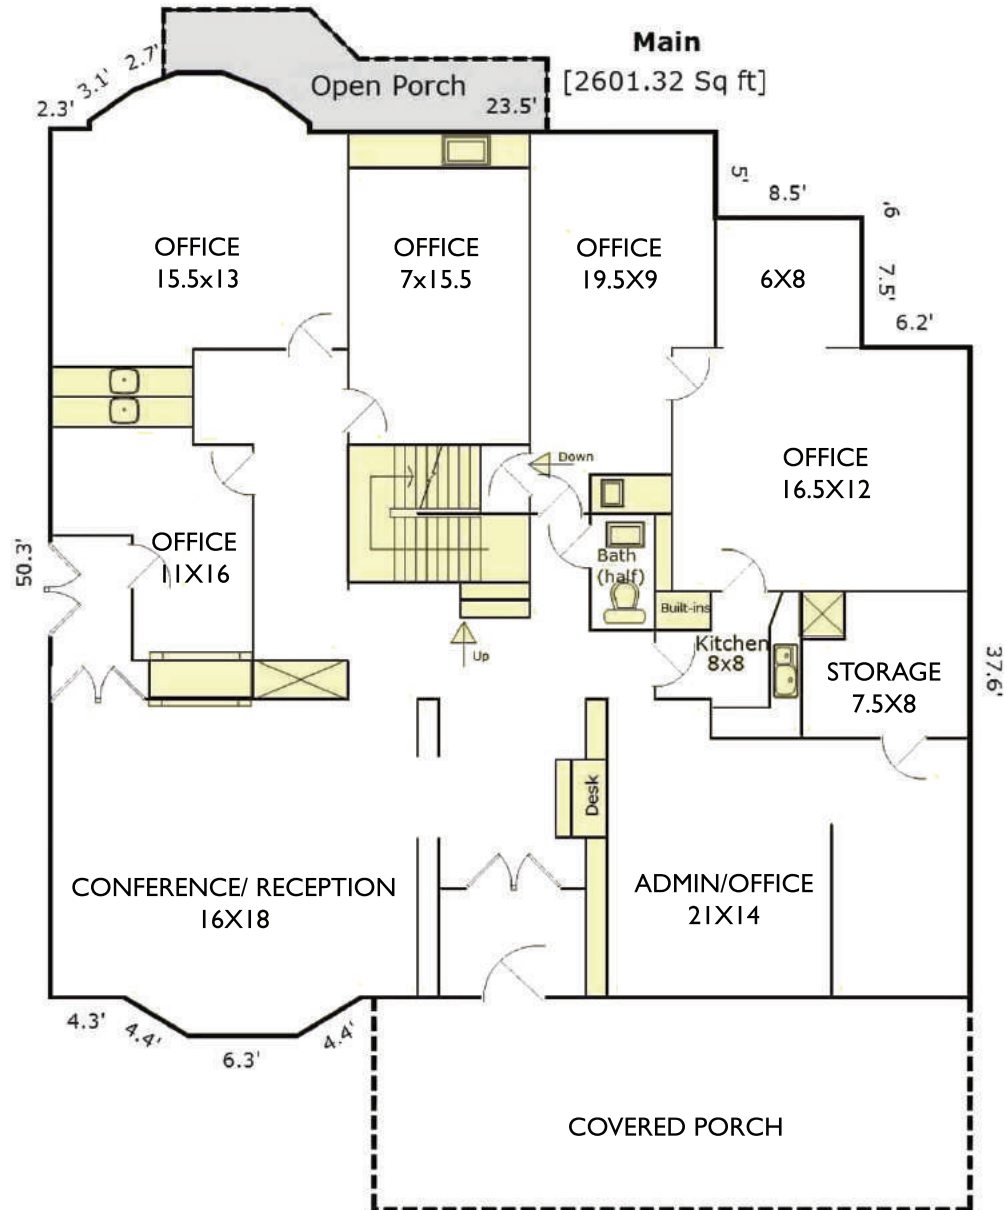 Main
[2601.32 Sq ft]
2.7'
3.1'
2.3'
Open Porch
23.5'
5'
8.5'
6'
7.5'
6.2'
OFFICE
15.5x13
OFFICE
7x15.5
OFFICE
19.5X9
6X8
Down
OFFICE
16.5X12
50.3'
OFFICE
11X16
Bath
(half)
Built-ins
Up
Kitchen
8x8
STORAGE
7.5X8
37.6'
Desk
CONFERENCE/ RECEPTION
16X18
ADMIN/OFFICE
21X14
4.3'
4.4'
6.3'
4.4'
COVERED PORCH